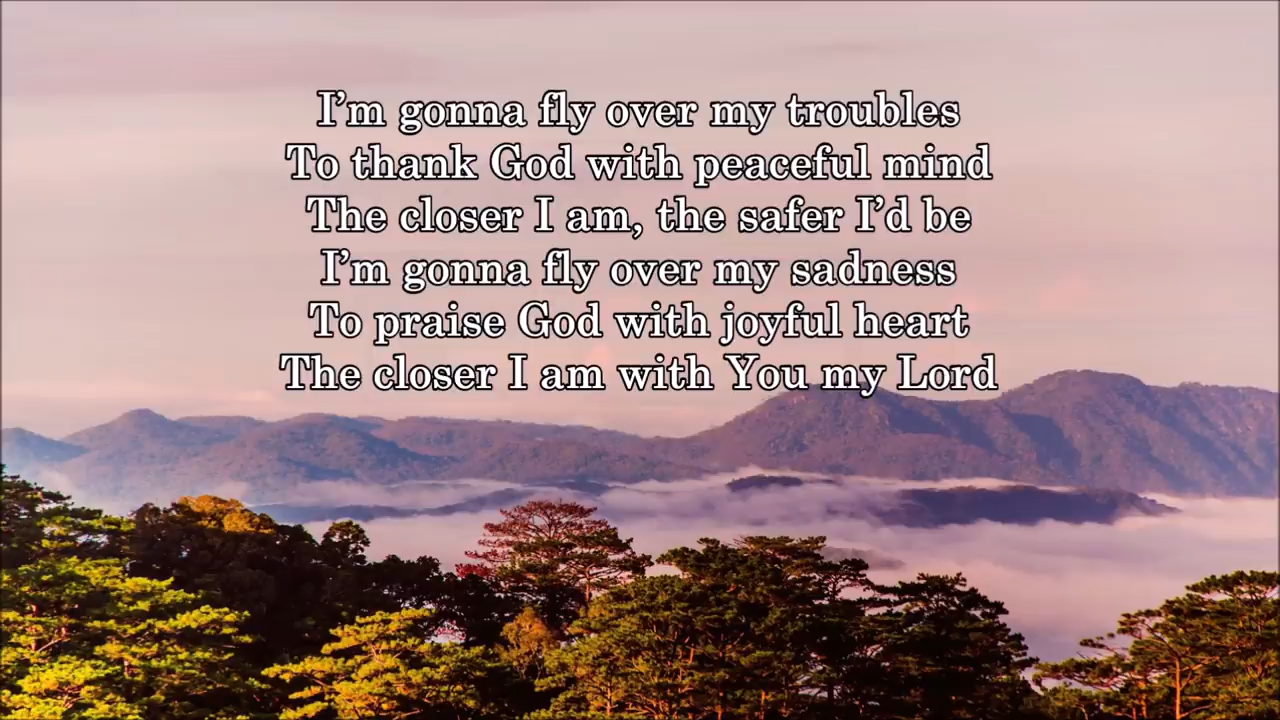 I’m gonna fly over my troubles
To thank God with peaceful mind
The closer I am, the safer I’d be
I’m gonna fly over my sadness
To praise God with joyful heart
The closer I am with You my Lord